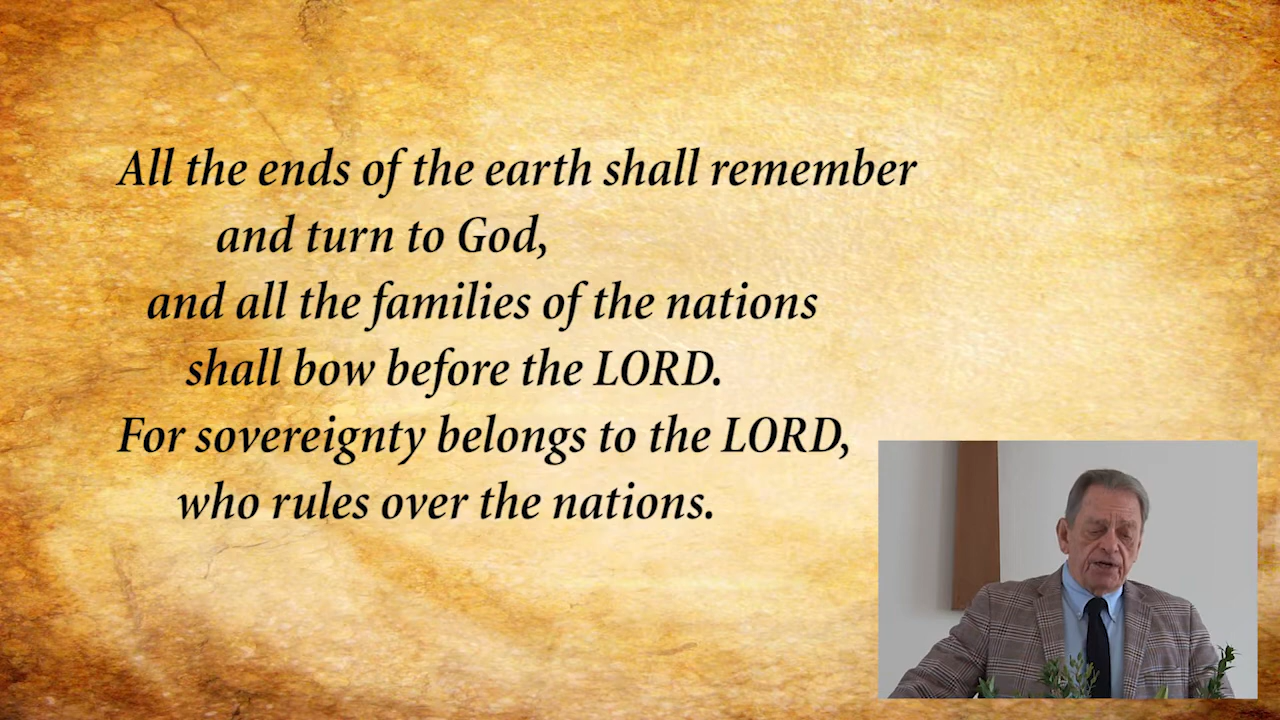 All the ends of the earth shall remember
and turn to God,
and all the families of the nations
shall bow before the LORD.
For sovereignty belongs to the LORD,
who rules over the nations.